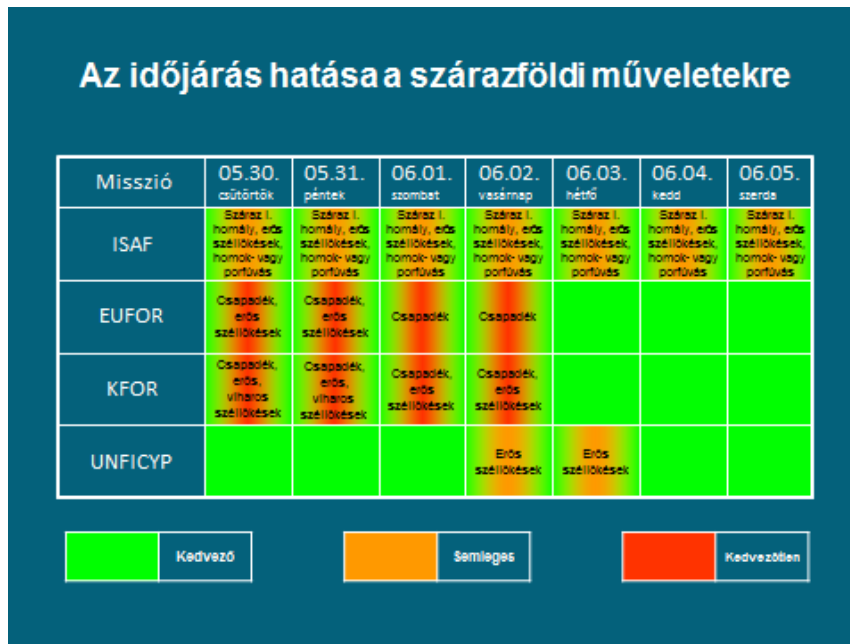 Az időjárás hatása a szárazföldi műveletekre
Misszió
05.30.
csütörtök
05.31.
péntek
06.01.
szombat
06.02.
vasárnap
06.03.
hétfő
06.04.
kedd
06.05.
szerda
ISAF
Száraz l.
homály, erős
széllökések,
homok- vagy
porfúvás
Száraz l.
homály, erős
széllökések,
homok- vagy
porfúvás
Száraz l.
homály, erős
széllökések,
homok- vagy
porfúvás
Száraz l.
homály, erős
széllökések,
homok- vagy
porfúvás
Száraz l.
homály, erős
széllökések,
homok- vagy
porfúvás
Száraz l.
homály, erős
széllökések,
homok- vagy
porfúvás
Száraz l.
homály, erős
széllökések,
homok- vagy
porfúvás
EUFOR
Csapadék,
erős
széllökések
Csapadék,
erős
széllökések
Csapadék
Csapadék
KFOR
Csapadék,
erős,
viharos
széllökések
Csapadék,
erős,
viharos
széllökések
Csapadék,
erős
széllökések
Csapadék,
erős
széllökések
UNFICYP
Erős
széllökések
Erős
széllökések
Kedvező
Semleges
Kedvezőtlen